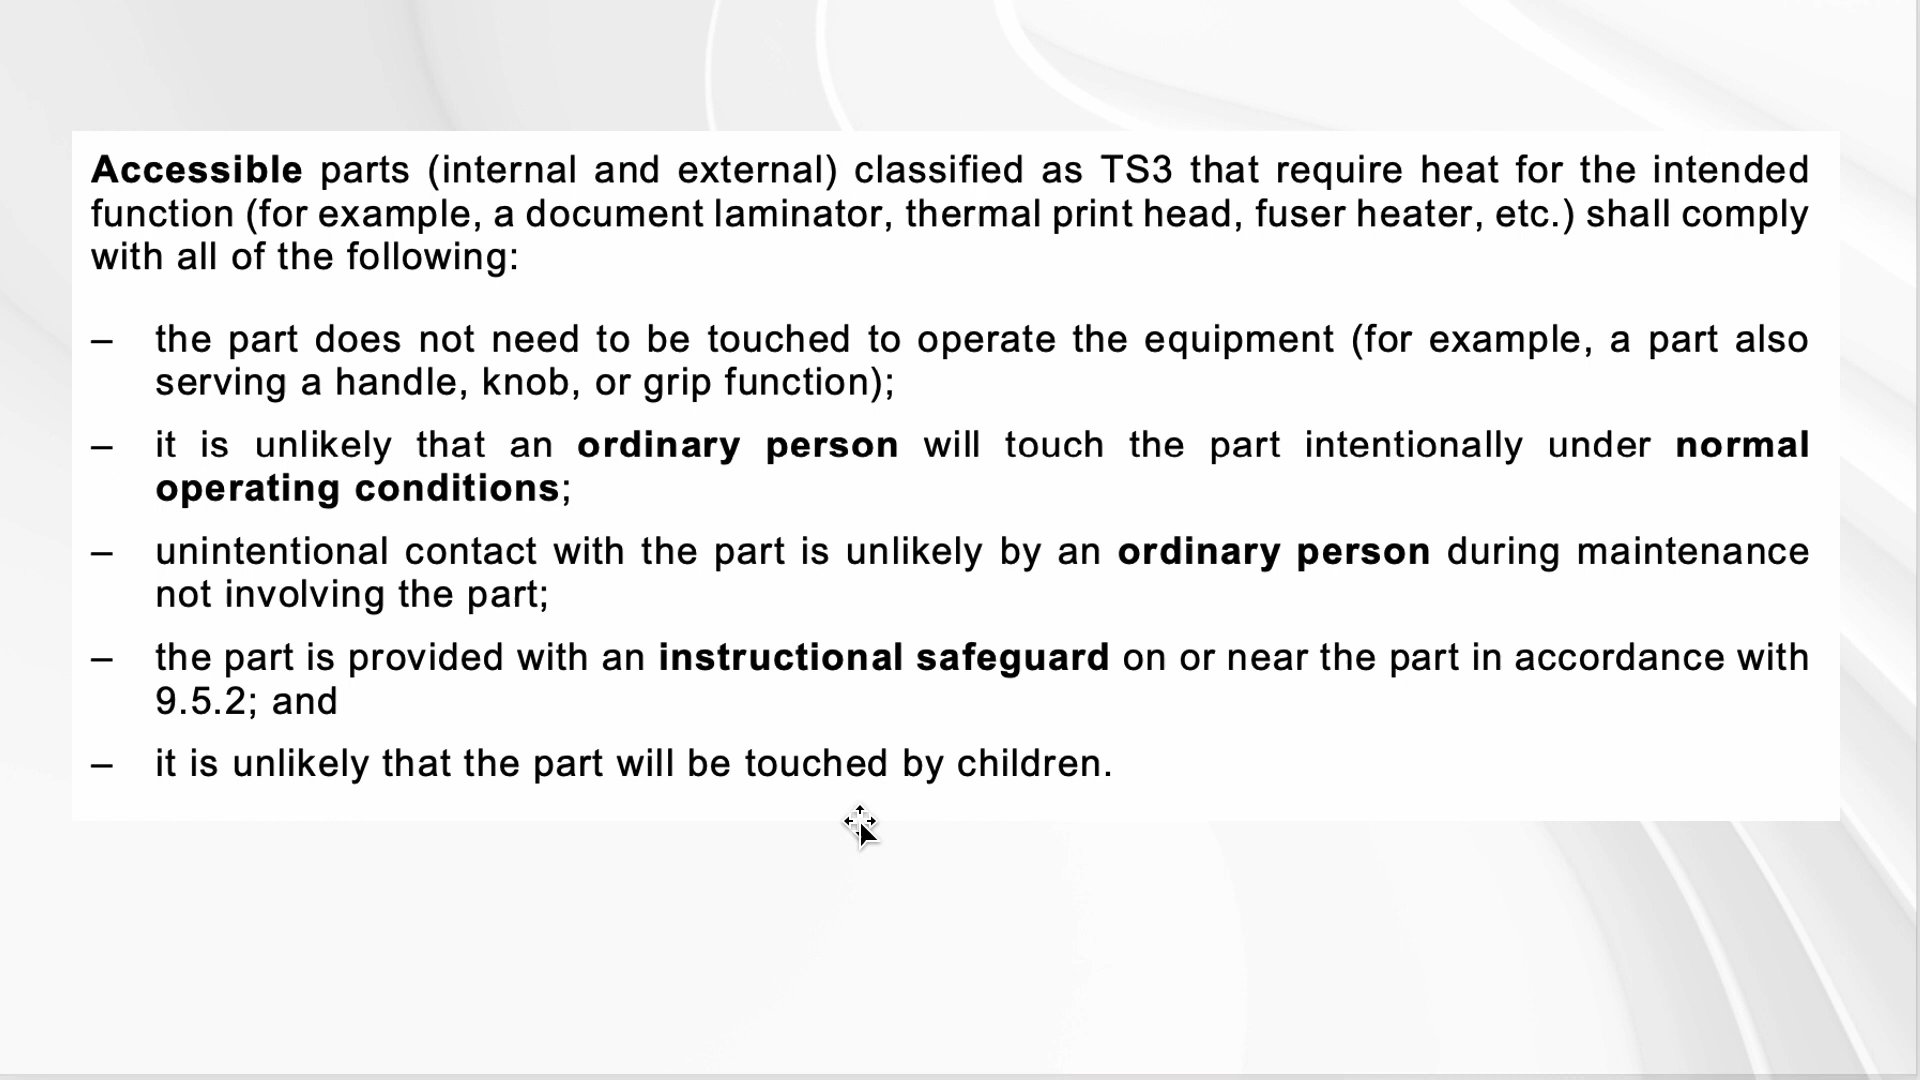 Accessible parts (internal and external) classified as TS3 that require heat for the intended
function (for example, a document laminator, thermal print head, fuser heater, etc.) shall comply
with all of the following:
– the part does not need to be touched to operate the equipment (for example, a part also
serving a handle, knob, or grip function);
– it is unlikely that an ordinary person will touch the part intentionally under normal
operating conditions;
– unintentional contact with the part is unlikely by an ordinary person during maintenance
not involving the part;
– the part is provided with an instructional safeguard on or near the part in accordance with
9.5.2; and
– it is unlikely that the part will be touched by children.